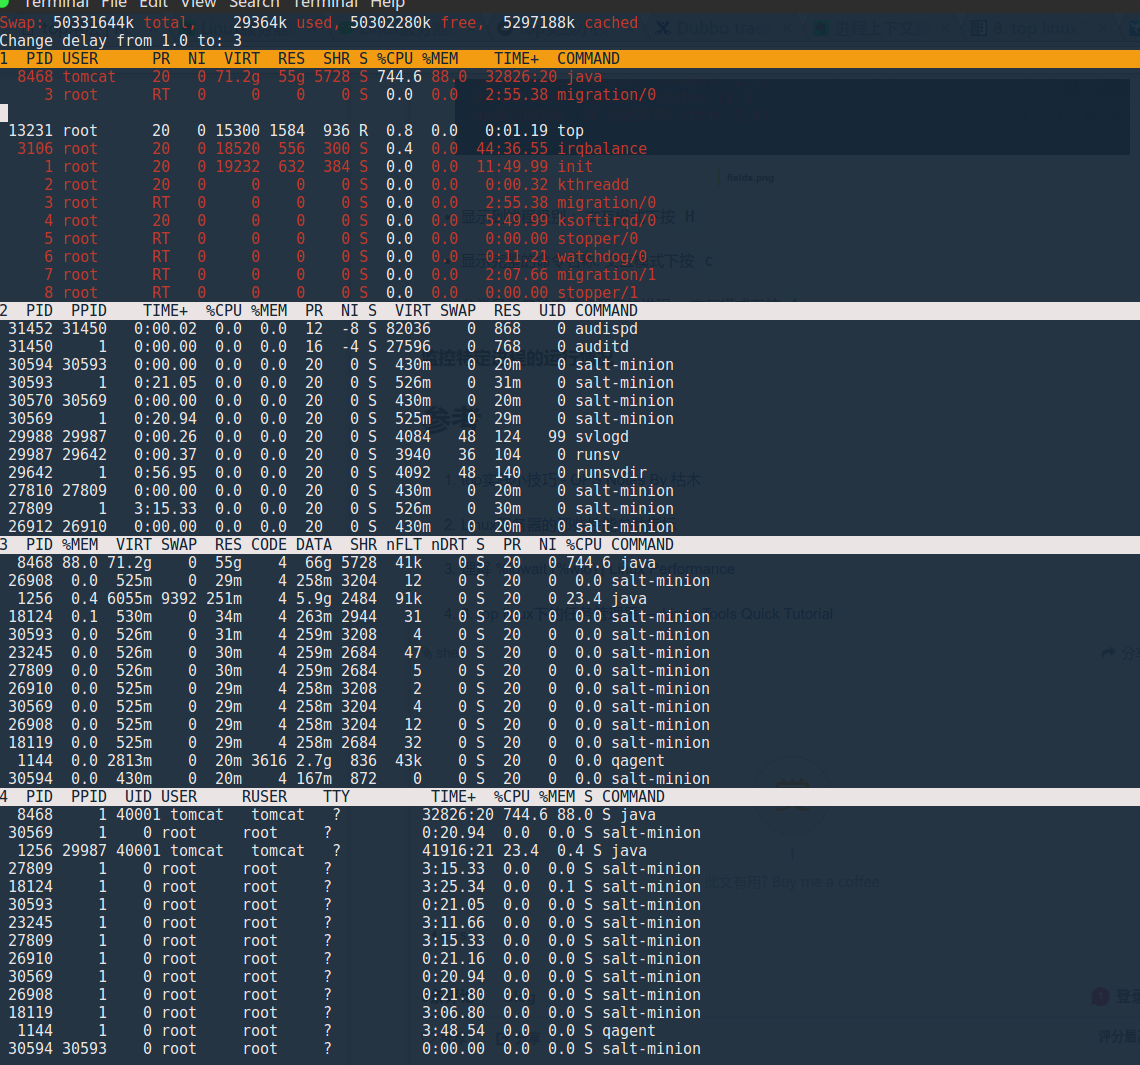 Terminal File Edit View Search Terminal Help
Swap: 50331644k total, 29364k used, 50302280k free, 5297188k cached
Change delay from 1.0 to: 3
1 PID USER PR NI VIRT RES SHR S %CPU %MEM TIME+ COMMAND
8468 tomcat 20 0 71.2g 55g 5728 S 744.6 88.0 32826:20 java
3 root RT 0 0 0 0 S 0.0 0.0 2:55.38 migration/0
13231 root 20 0 15300 1584 936 R 0.8 0.0 0:01.19 top
3106 root 20 0 18520 556 300 S 0.4 0.0 44:36.55 irqbalance
1 root 20 0 19232 632 384 S 0.0 0.0 11:49.99 init
2 root 20 0 0 0 0 S 0.0 0.0 0:00.32 kthreadd
3 root RT 0 0 0 0 S 0.0 0.0 2:55.38 migration/0
4 root 20 0 0 0 0 S 0.0 0.0 5:49.99 ksoftirqd/0
5 root RT 0 0 0 0 S 0.0 0.0 0:00.00 stopper/0
6 root RT 0 0 0 0 S 0.0 0.0 0:11.21 watchdog/0
7 root RT 0 0 0 0 S 0.0 0.0 2:07.66 migration/1
8 root RT 0 0 0 0 S 0.0 0.0 0:00.00 stopper/1
2 PID PPID TIME+ %CPU %MEM PR NI S VIRT SWAP RES UID COMMAND
31452 31450 0:00.02 0.0 0.0 12 -8 S 82036 0 868 0 audispd
31450 1 0:00.00 0.0 0.0 16 -4 S 27596 0 768 0 auditd
30594 30593 0:00.00 0.0 0.0 20 0 S 430m 0 20m 0 salt-minion
30593 1 0:21.05 0.0 0.0 20 0 S 526m 0 31m 0 salt-minion
30570 30569 0:00.00 0.0 0.0 20 0 S 430m 0 20m 0 salt-minion
30569 1 0:20.94 0.0 0.0 20 0 S 525m 0 29m 0 salt-minion
29988 29987 0:00.26 0.0 0.0 20 0 S 4084 48 124 99 svlogd
29987 29642 0:00.37 0.0 0.0 20 0 S 3940 36 104 0 runsv
29642 1 0:56.95 0.0 0.0 20 0 S 4092 48 140 0 runsvdir
27810 27809 0:00.00 0.0 0.0 20 0 S 430m 0 20m 0 salt-minion
27809 1 3:15.33 0.0 0.0 20 0 S 526m 0 30m 0 salt-minion
26912 26910 0:00.00 0.0 0.0 20 0 S 430m 0 20m 0 salt-minion
3 PID %MEM VIRT SWAP RES CODE DATA SHR nFLT nDRT S PR NI %CPU COMMAND
8468 88.0 71.2g 0 55g 4 66g 5728 41k 0 S 20 0 744.6 java
26908 0.0 525m 0 29m 4 258m 3204 12 0 S 20 0 0.0 salt-minion
1256 0.4 6055m 9392 251m 4 5.9g 2484 91k 0 S 20 0 23.4 java
18124 0.1 530m 0 34m 4 263m 2944 31 0 S 20 0 0.0 salt-minion
30593 0.0 526m 0 31m 4 259m 3208 4 0 S 20 0 0.0 salt-minion
23245 0.0 526m 0 30m 4 259m 2684 47 0 S 20 0 0.0 salt-minion
27809 0.0 526m 0 30m 4 259m 2684 5 0 S 20 0 0.0 salt-minion
26910 0.0 525m 0 29m 4 258m 3208 2 0 S 20 0 0.0 salt-minion
30569 0.0 525m 0 29m 4 258m 3204 4 0 S 20 0 0.0 salt-minion
26908 0.0 525m 0 29m 4 258m 3204 12 0 S 20 0 0.0 salt-minion
18119 0.0 525m 0 29m 4 258m 2684 32 0 S 20 0 0.0 salt-minion
1144 0.0 2813m 0 20m 3616 2.7g 836 43k 0 S 20 0 0.0 qagent
30594 0.0 430m 0 20m 4 167m 872 0 0 S 20 0 0.0 salt-minion
4 PID PPID UID USER RUSER TTY TIME+ %CPU %MEM S COMMAND
8468 1 40001 tomcat tomcat ? 32826:20 744.6 88.0 S java
30569 1 0 root root ? 0:20.94 0.0 0.0 S salt-minion
1256 29987 40001 tomcat tomcat ? 41916:21 23.4 0.4 S java
27809 1 0 root root ? 3:15.33 0.0 0.0 S salt-minion
18124 1 0 root root ? 3:25.34 0.0 0.1 S salt-minion
30593 1 0 root root ? 0:21.05 0.0 0.0 S salt-minion
23245 1 0 root root ? 3:11.66 0.0 0.0 S salt-minion
27809 1 0 root root ? 3:15.33 0.0 0.0 S salt-minion
26910 1 0 root root ? 0:21.16 0.0 0.0 S salt-minion
30569 1 0 root root ? 0:20.94 0.0 0.0 S salt-minion
26908 1 0 root root ? 0:21.80 0.0 0.0 S salt-minion
18119 1 0 root root ? 3:06.80 0.0 0.0 S salt-minion
1144 1 0 root root ? 3:48.54 0.0 0.0 S qagent
30594 30593 0 root root ? 0:00.00 0.0 0.0 S salt-minion